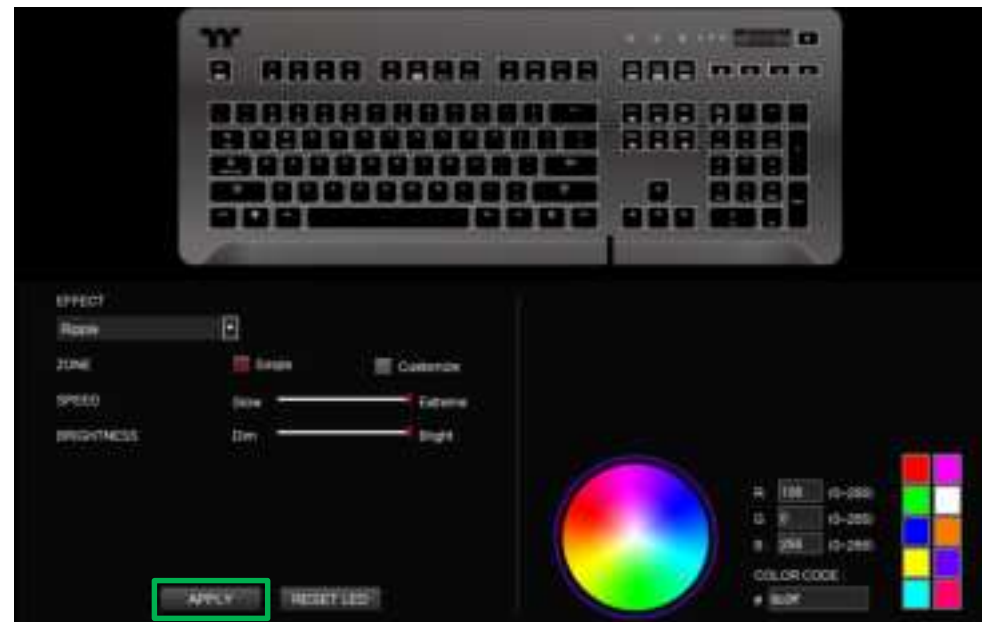 EFFECT
Ripple
ZONE
Single
Customize
SPEED
Slow
Extreme
BRIGHTNESS
Dim
Bright
APPLY
RESET LED
R: (0~255)
G: 0 (0~255)
B: 255 (0~255)
COLOR CODE :
#